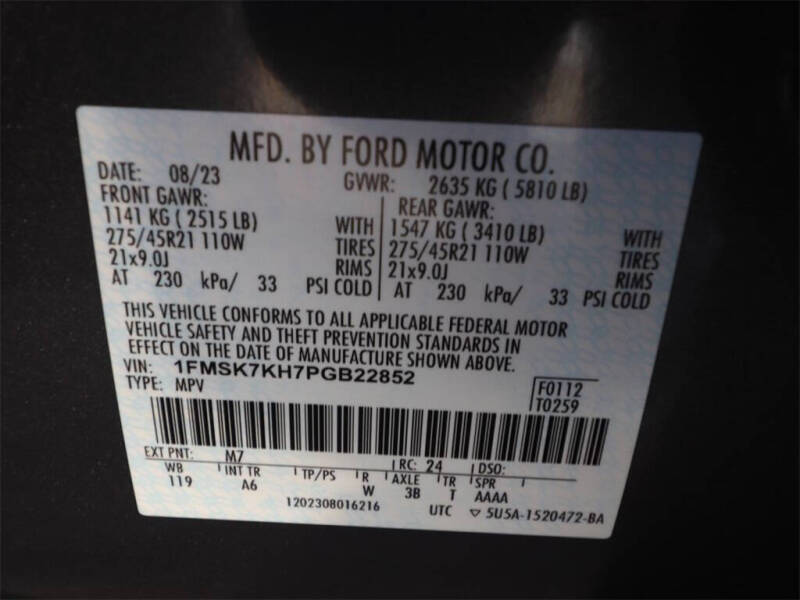 MFD. BY FORD MOTOR CO.
DATE: 08/23 GVWR: 2635 KG ( 5810 LB)
FRONT GAWR: REAR GAWR:
1141 KG ( 2515 LB) WITH 1547 KG ( 3410 LB) WITH
275/45R21 110W TIRES 275/45R21 110W TIRES
21x9.0J RIMS 21x9.0J RIMS
AT 230 kPa/ 33 PSI COLD AT 230 kPa/ 33 PSI COLD
THIS VEHICLE CONFORMS TO ALL APPLICABLE FEDERAL MOTOR
VEHICLE SAFETY AND THEFT PREVENTION STANDARDS IN
EFFECT ON THE DATE OF MANUFACTURE SHOWN ABOVE.
VIN: 1FMSK7KH7PGB22852
TYPE: MPV F0112
T0259
EXT PNT: M7 RC: 24 DSO:
WB INT TR TP/PS R AXLE TR SPR
119 A6 W 3B T AAAA
1202308016216 UTC ▽ 5U5A-1520472-BA